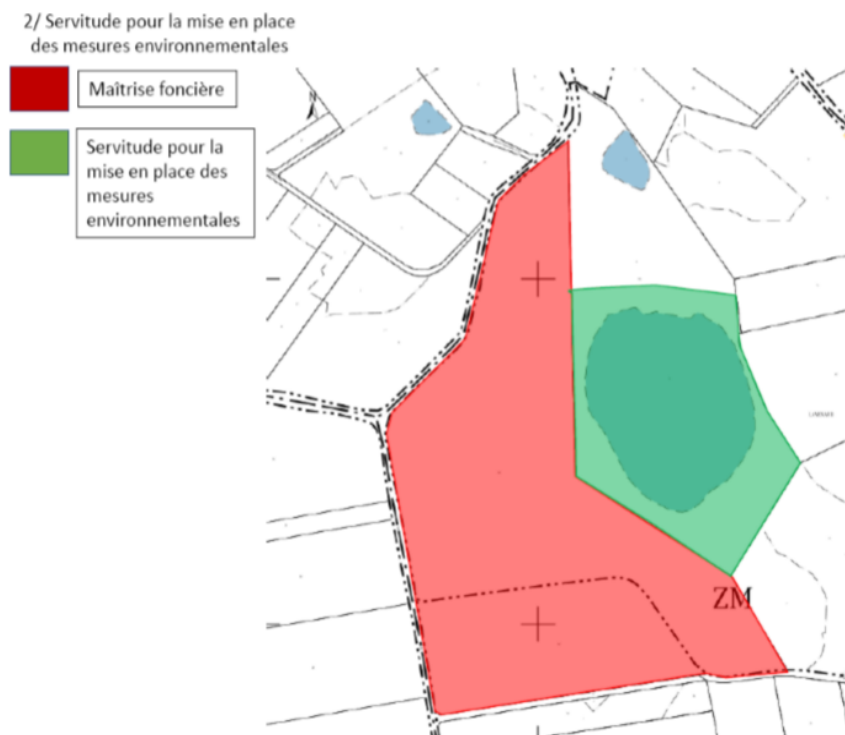 2/ Servitude pour la mise en place
des mesures environnementales
Maîtrise foncière
Servitude pour la
mise en place des
mesures
environnementales
ZM